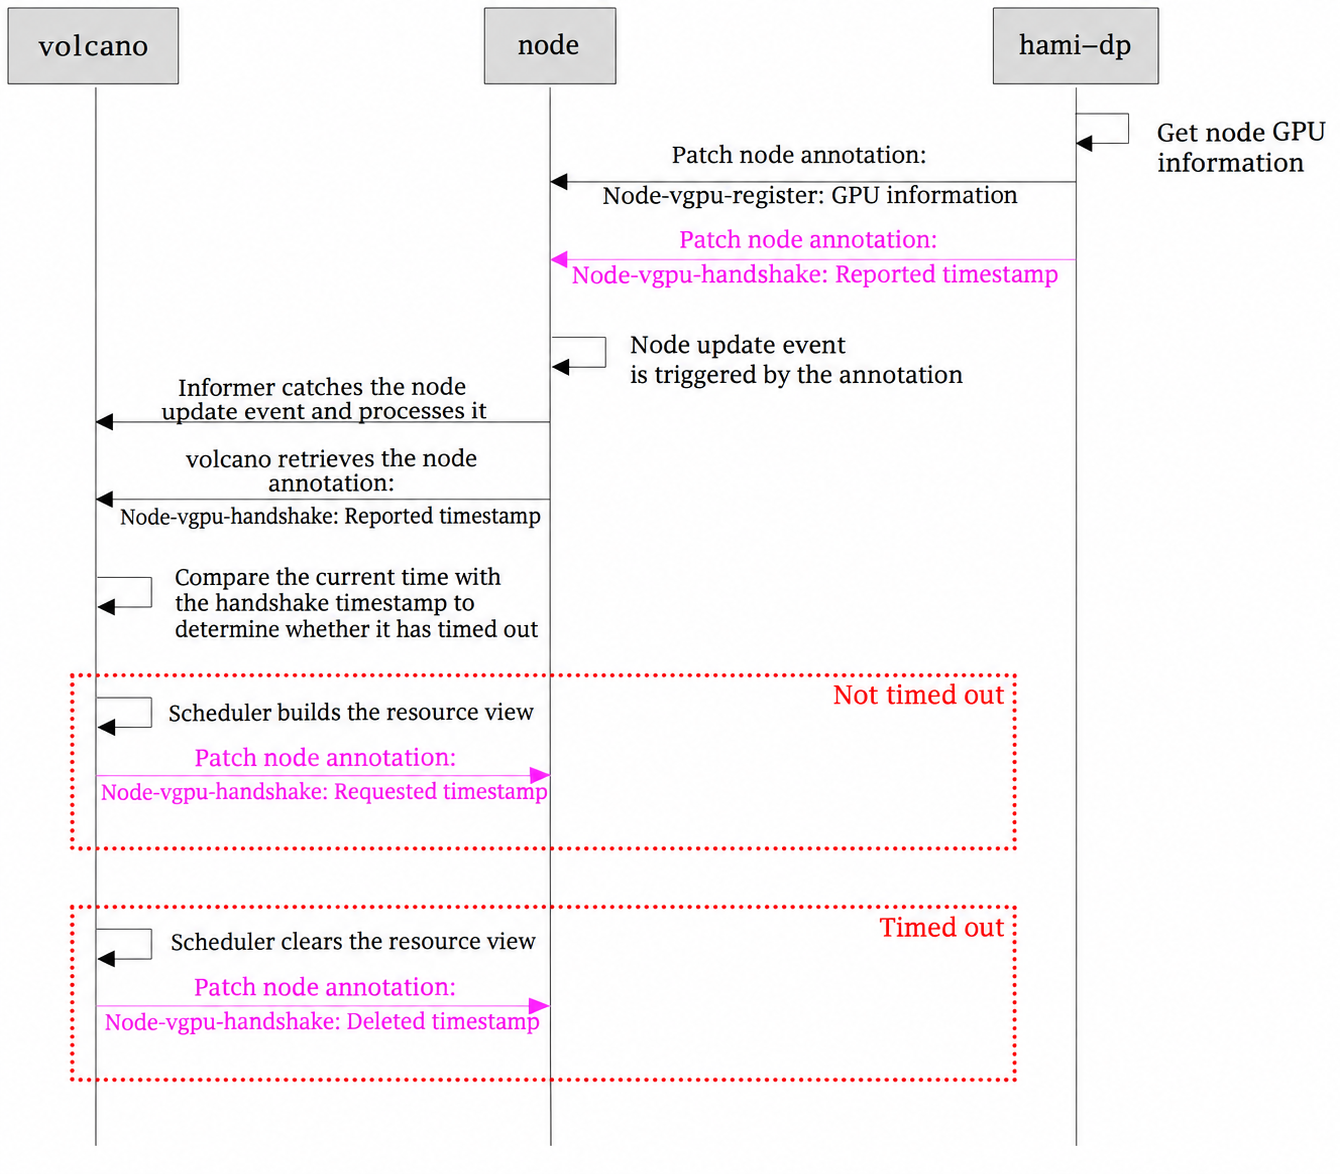 volcano
node
hami–dp
Get node GPU
information
Patch node annotation:
Node-vgpu-register: GPU information
Patch node annotation:
Node-vgpu-handshake: Reported timestamp
Node update event
is triggered by the annotation
Informer catches the node
update event and processes it
volcano retrieves the node
annotation:
Node-vgpu-handshake: Reported timestamp
Compare the current time with
the handshake timestamp to
determine whether it has timed out
Not timed out
Scheduler builds the resource view
Patch node annotation:
Node-vgpu-handshake: Requested timestamp
Timed out
Scheduler clears the resource view
Patch node annotation:
Node-vgpu-handshake: Deleted timestamp